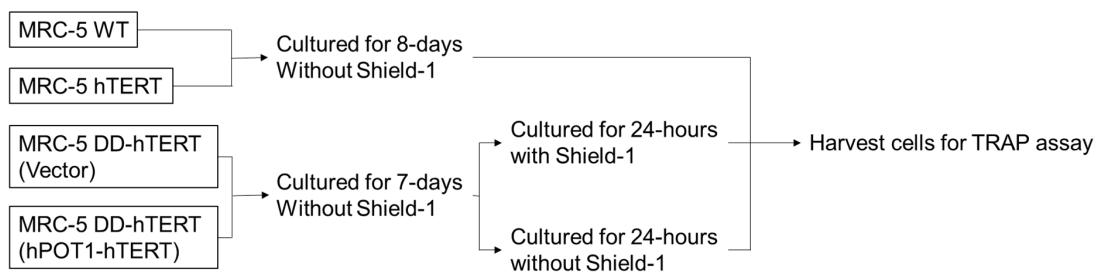 MRC-5 WT
MRC-5 hTERT
Cultured for 8-days
Without Shield-1
MRC-5 DD-hTERT
(Vector)
MRC-5 DD-hTERT
(hPOT1-hTERT)
Cultured for 7-days
Without Shield-1
Cultured for 24-hours
with Shield-1
Cultured for 24-hours
without Shield-1
Harvest cells for TRAP assay